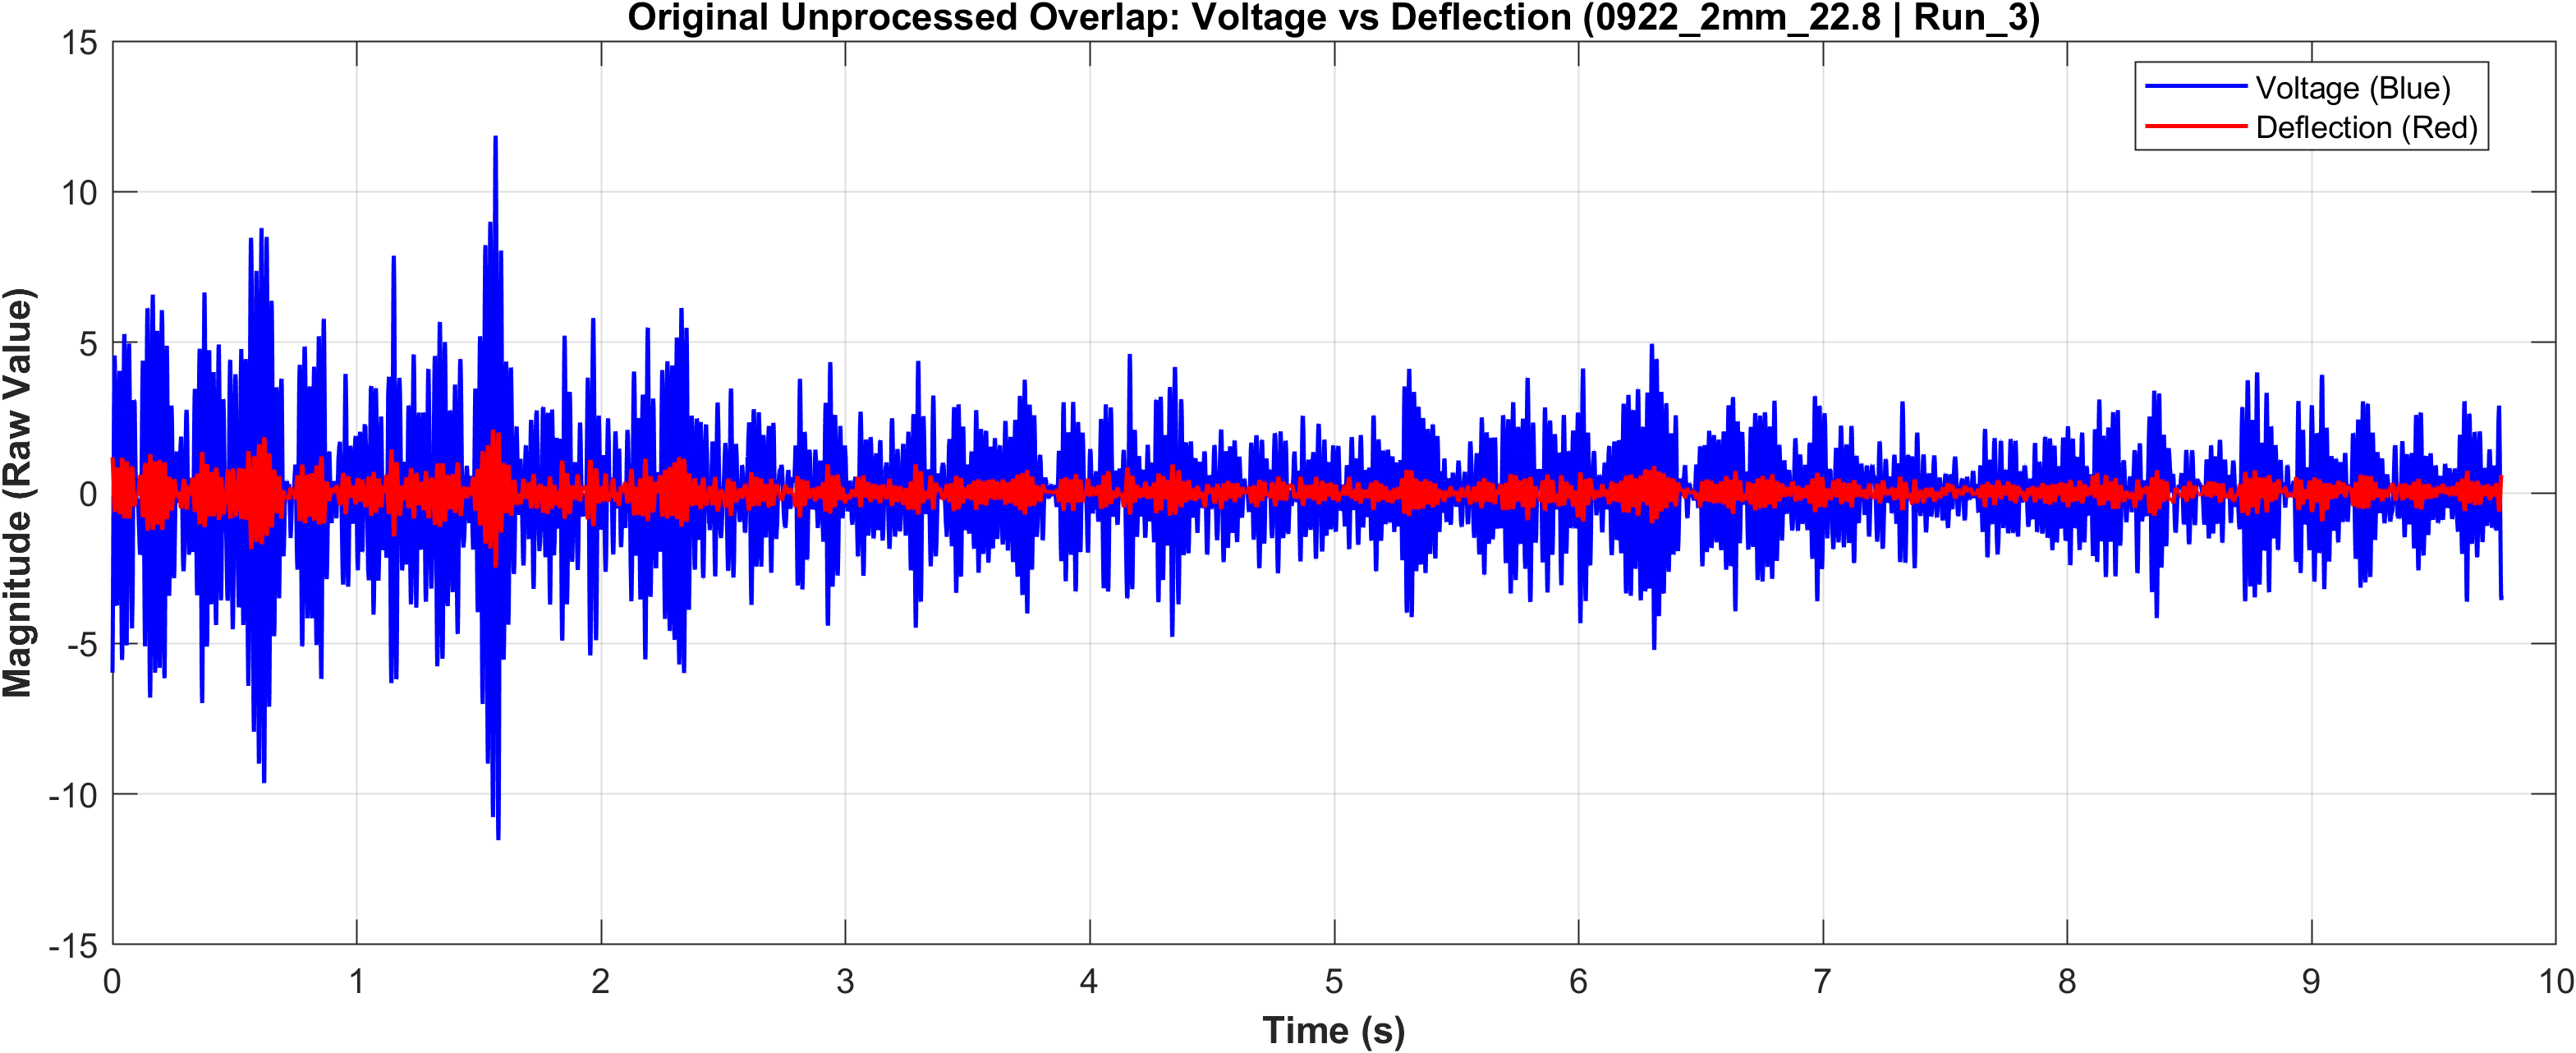 Original Unprocessed Overlap: Voltage vs Deflection (0922_2mm_22.8 | Run_3)
Voltage (Blue)
Deflection (Red)
Magnitude (Raw Value)
15
10
5
0
-5
-10
-15
0 1 2 3 4 5 6 7 8 9 10
Time (s)